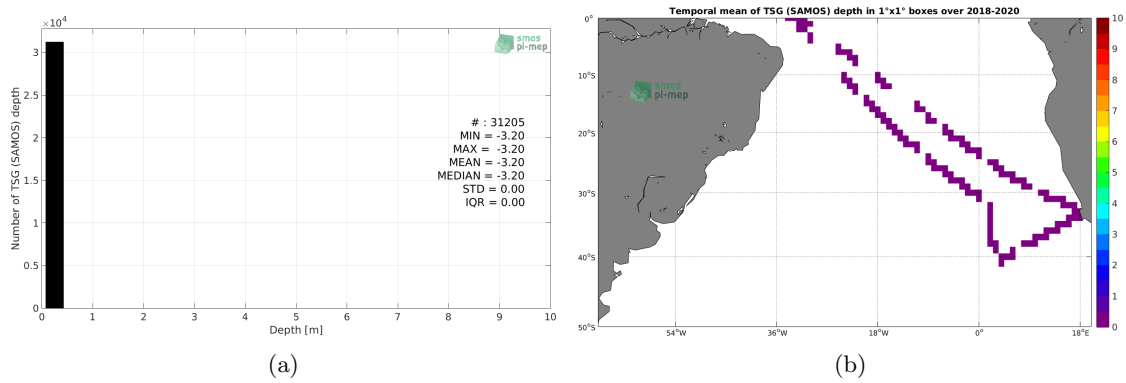 ×10⁴
3
2.5
2
1.5
1
0.5
0
Number of TSG (SAMOS) depth
smos
pi-mep
# : 31205
MIN = -3.20
MAX = -3.20
MEAN = -3.20
MEDIAN = -3.20
STD = 0.00
IQR = 0.00
0 1 2 3 4 5 6 7 8 9 10
Depth [m]
(a)
Temporal mean of TSG (SAMOS) depth in 1°x1° boxes over 2018-2020
0°
10°S
20°S
30°S
40°S
50°S
smos
pi-mep
54°W 36°W 18°W 0° 18°E
10
9
8
7
6
5
4
3
2
1
0
(b)